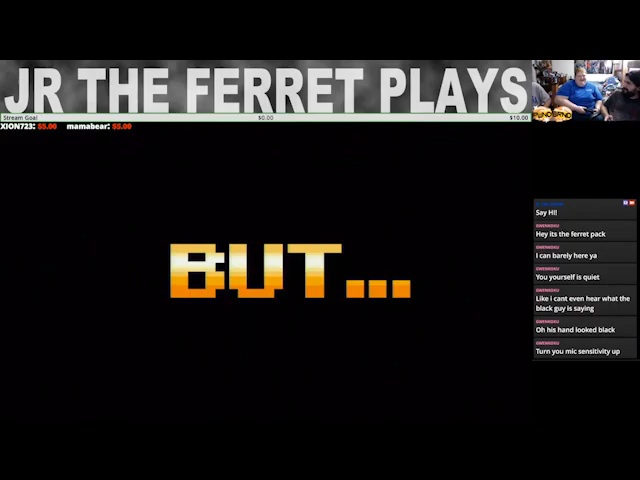 JR THE FERRET PLAYS
Stream Goal $0.00 $10.00
XION723: $5.00 mamabear: $5.00
BUT...
Say HI!
Hey its the ferret pack
I can barely here ya
You yourself is quiet
Like i cant even hear what the
black guy is saying
Oh his hand looked black
Turn you mic sensitivity up